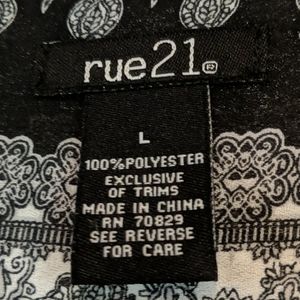 rue21®
L
100%POLYESTER
EXCLUSIVE
OF TRIMS
MADE IN CHINA
RN 70829
SEE REVERSE
FOR CARE